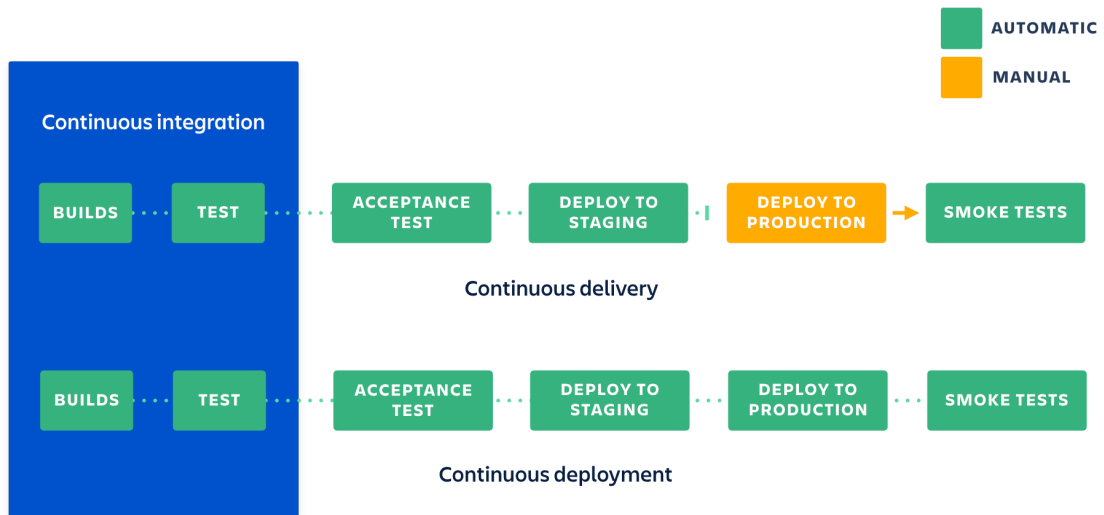 AUTOMATIC
MANUAL
Continuous integration
BUILDS
TEST
ACCEPTANCE
TEST
DEPLOY TO
STAGING
DEPLOY TO
PRODUCTION
SMOKE TESTS
Continuous delivery
BUILDS
TEST
ACCEPTANCE
TEST
DEPLOY TO
STAGING
DEPLOY TO
PRODUCTION
SMOKE TESTS
Continuous deployment